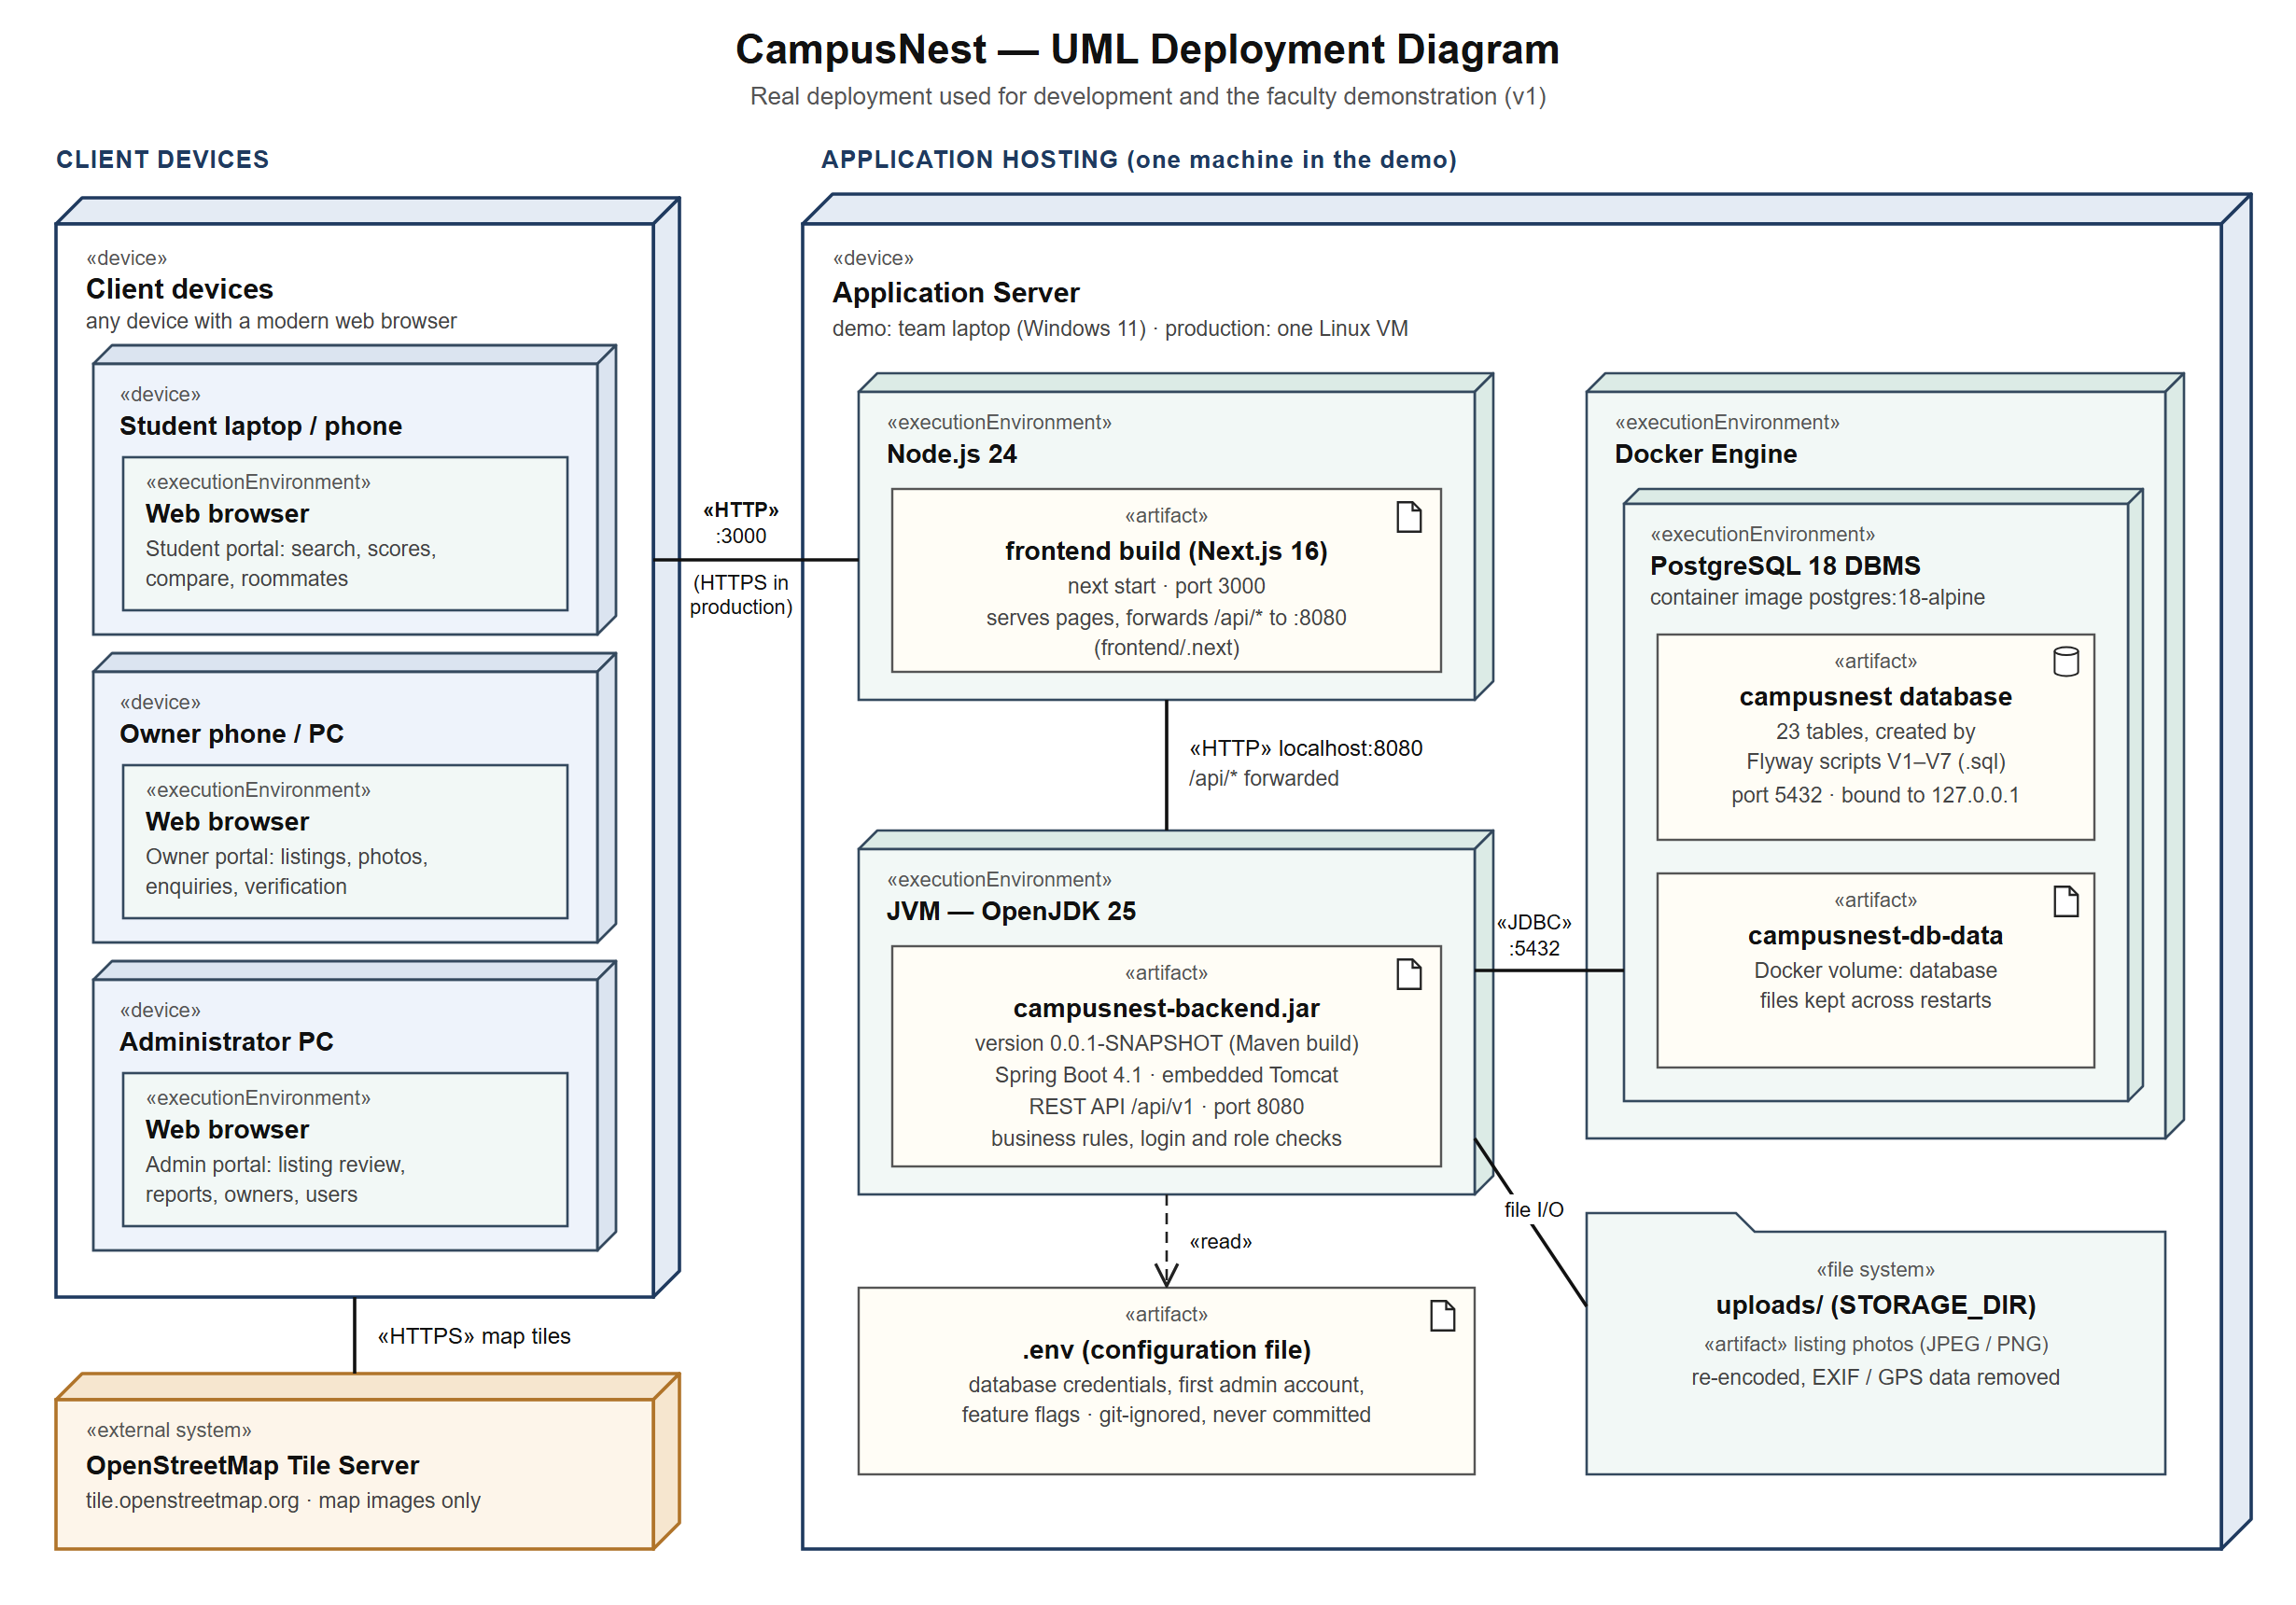 CampusNest — UML Deployment Diagram
Real deployment used for development and the faculty demonstration (v1)
CLIENT DEVICES
«device»
Client devices
any device with a modern web browser
«device»
Student laptop / phone
«executionEnvironment»
Web browser
Student portal: search, scores,
compare, roommates
«device»
Owner phone / PC
«executionEnvironment»
Web browser
Owner portal: listings, photos,
enquiries, verification
«device»
Administrator PC
«executionEnvironment»
Web browser
Admin portal: listing review,
reports, owners, users
«HTTPS» map tiles
«external system»
OpenStreetMap Tile Server
tile.openstreetmap.org · map images only
«HTTP»
:3000
(HTTPS in
production)
APPLICATION HOSTING (one machine in the demo)
«device»
Application Server
demo: team laptop (Windows 11) · production: one Linux VM
«executionEnvironment»
Node.js 24
«artifact»
frontend build (Next.js 16)
next start · port 3000
serves pages, forwards /api/* to :8080
(frontend/.next)
«HTTP» localhost:8080
/api/* forwarded
«executionEnvironment»
JVM — OpenJDK 25
«artifact»
campusnest-backend.jar
version 0.0.1-SNAPSHOT (Maven build)
Spring Boot 4.1 · embedded Tomcat
REST API /api/v1 · port 8080
business rules, login and role checks
«read»
«artifact»
.env (configuration file)
database credentials, first admin account,
feature flags · git-ignored, never committed
«JDBC»
:5432
file I/O
«executionEnvironment»
Docker Engine
«executionEnvironment»
PostgreSQL 18 DBMS
container image postgres:18-alpine
«artifact»
campusnest database
23 tables, created by
Flyway scripts V1–V7 (.sql)
port 5432 · bound to 127.0.0.1
«artifact»
campusnest-db-data
Docker volume: database
files kept across restarts
«file system»
uploads/ (STORAGE_DIR)
«artifact» listing photos (JPEG / PNG)
re-encoded, EXIF / GPS data removed